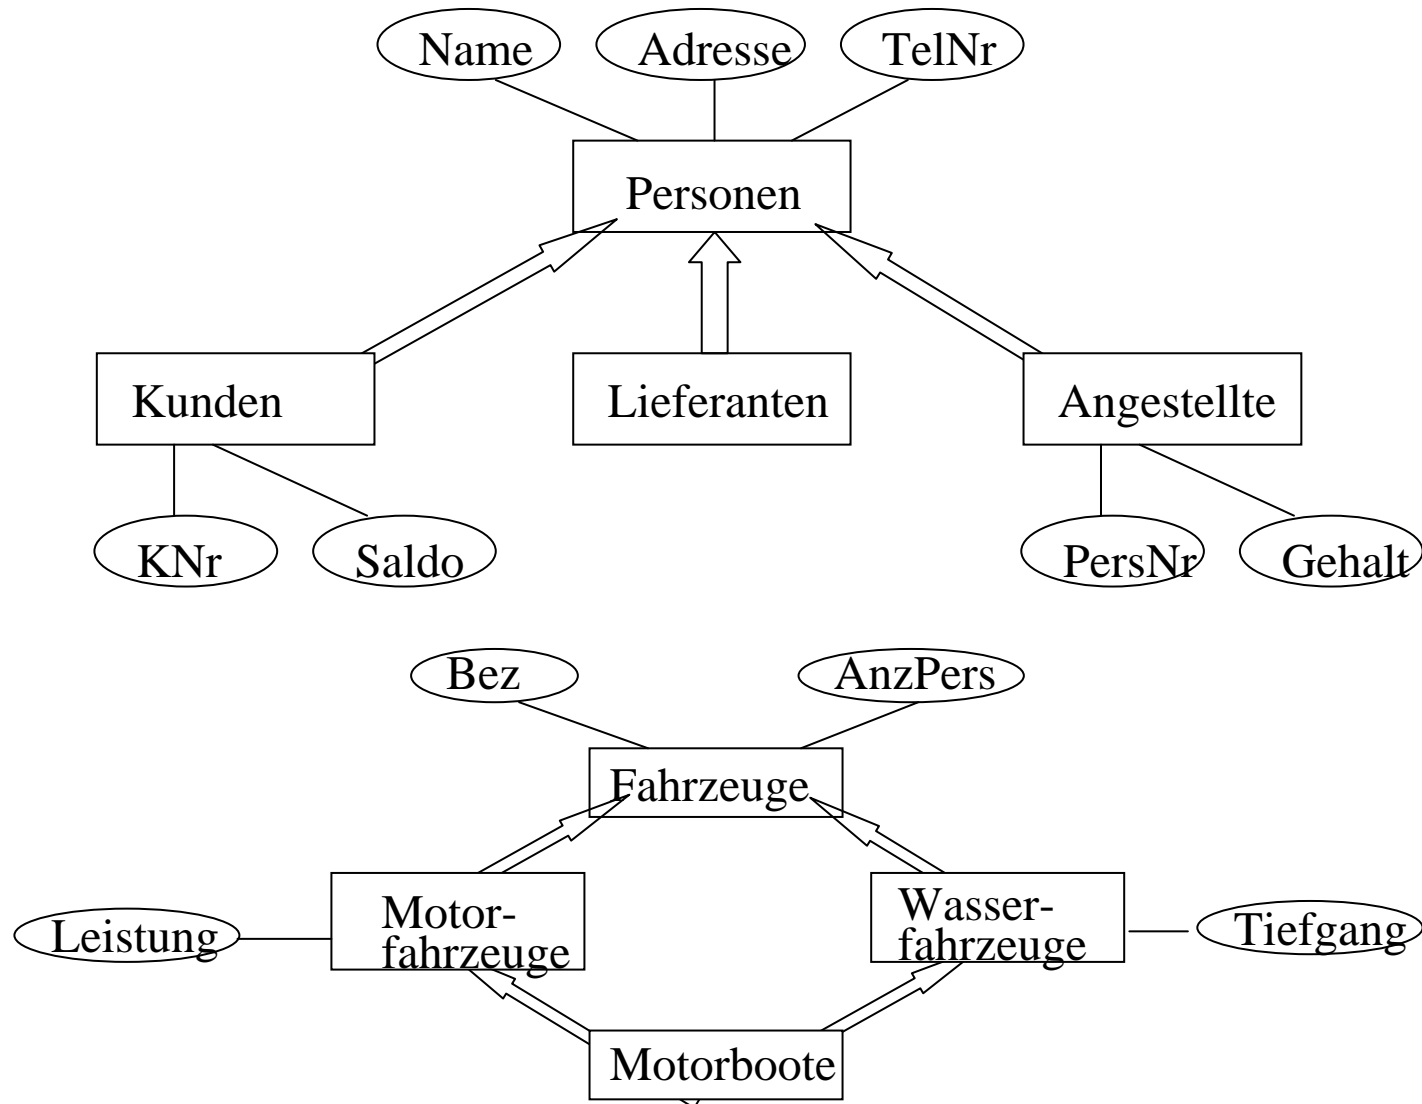 Name
Adresse
TelNr
Personen
Kunden
Lieferanten
Angestellte
KNr
Saldo
PersNr
Gehalt
Bez
AnzPers
Fahrzeuge
Leistung
Motor-
fahrzeuge
Wasser-
fahrzeuge
Tiefgang
Motorboote